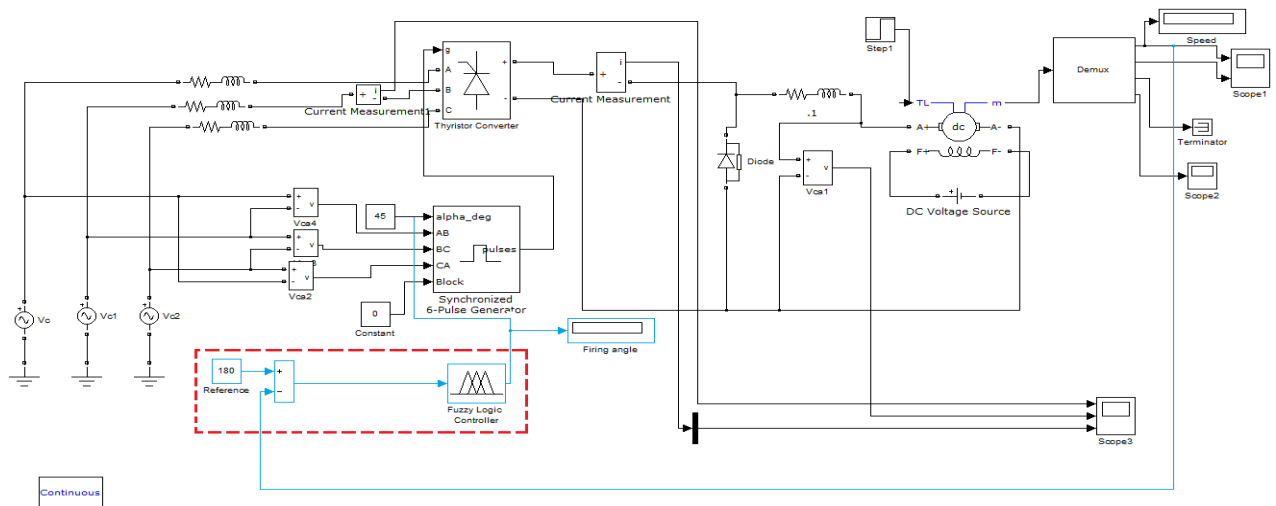 Step1
Speed
Scope1
Demux
g
A
B
C
+
-
Thyristor Converter
+
i
-
Current Measurement1
+
i
-
Current Measurement
.1
TL
m
A+
dc
A-
F+
F-
Terminator
Scope2
Diode
+
-
v
Vca1
+
DC Voltage Source
+
-
v
Vca4
+
-
v
+
-
v
Vca2
45
alpha_deg
AB
BC
CA
Block
pulses
Synchronized
6-Pulse Generator
0
Constant
+
Vc
+
Vc1
+
Vc2
Firing angle
180
Reference
+
−
Fuzzy Logic
Controller
Scope3
Continuous